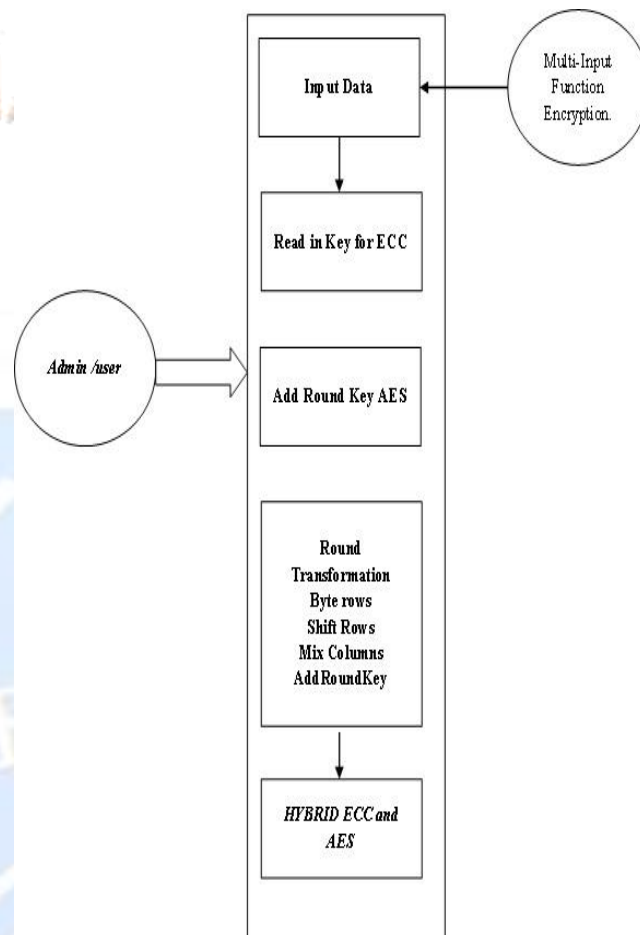 Input Data
Multi-Input
Function
Encryption.
Read in Key for ECC
Admin /user
Add Round Key AES
Round
Transformation
Byte rows
Shift Rows
Mix Columns
AddRoundKey
HYBRID ECC and
AES